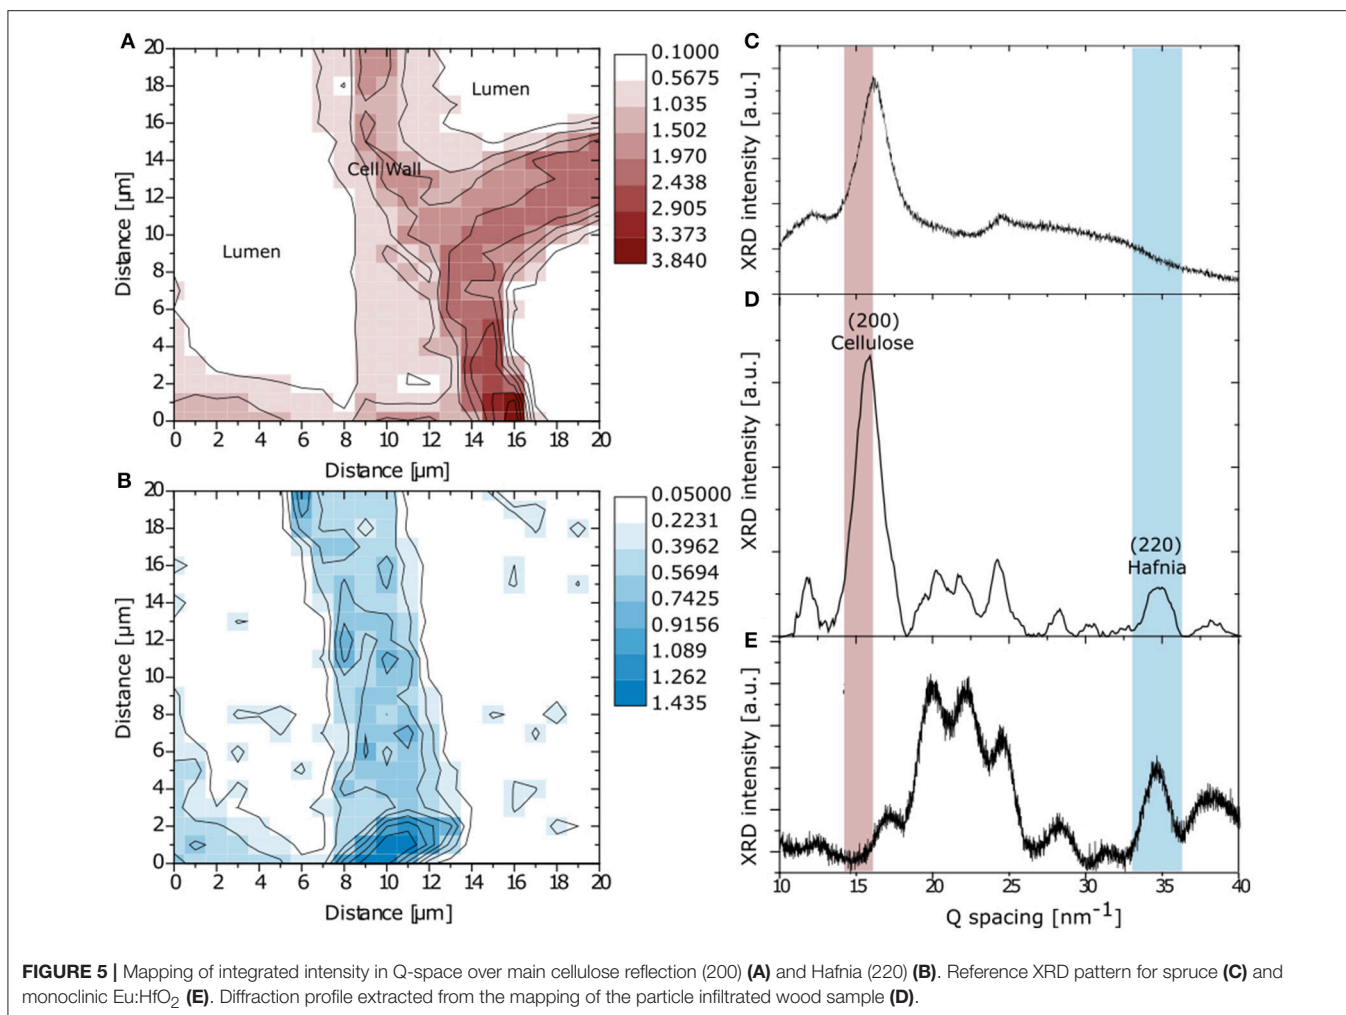 A
20
18
16
14
12
10
8
6
4
2
0
Distance [µm]
Lumen
Cell Wall
Lumen
0 2 4 6 8 10 12 14 16 18 20
Distance [µm]
0.1000
0.5675
1.035
1.502
1.970
2.438
2.905
3.373
3.840
B
20
18
16
14
12
10
8
6
4
2
0
Distance [µm]
0 2 4 6 8 10 12 14 16 18 20
Distance [µm]
0.05000
0.2231
0.3962
0.5694
0.7425
0.9156
1.089
1.262
1.435
C
XRD intensity [a.u.]
D
XRD intensity [a.u.]
(200)
Cellulose
(220)
Hafnia
E
XRD intensity [a.u.]
10 15 20 25 30 35 40
Q spacing [nm⁻¹]
FIGURE 5 | Mapping of integrated intensity in Q-space over main cellulose reflection (200) (A) and Hafnia (220) (B). Reference XRD pattern for spruce (C) and
monoclinic Eu:HfO₂ (E). Diffraction profile extracted from the mapping of the particle infiltrated wood sample (D).